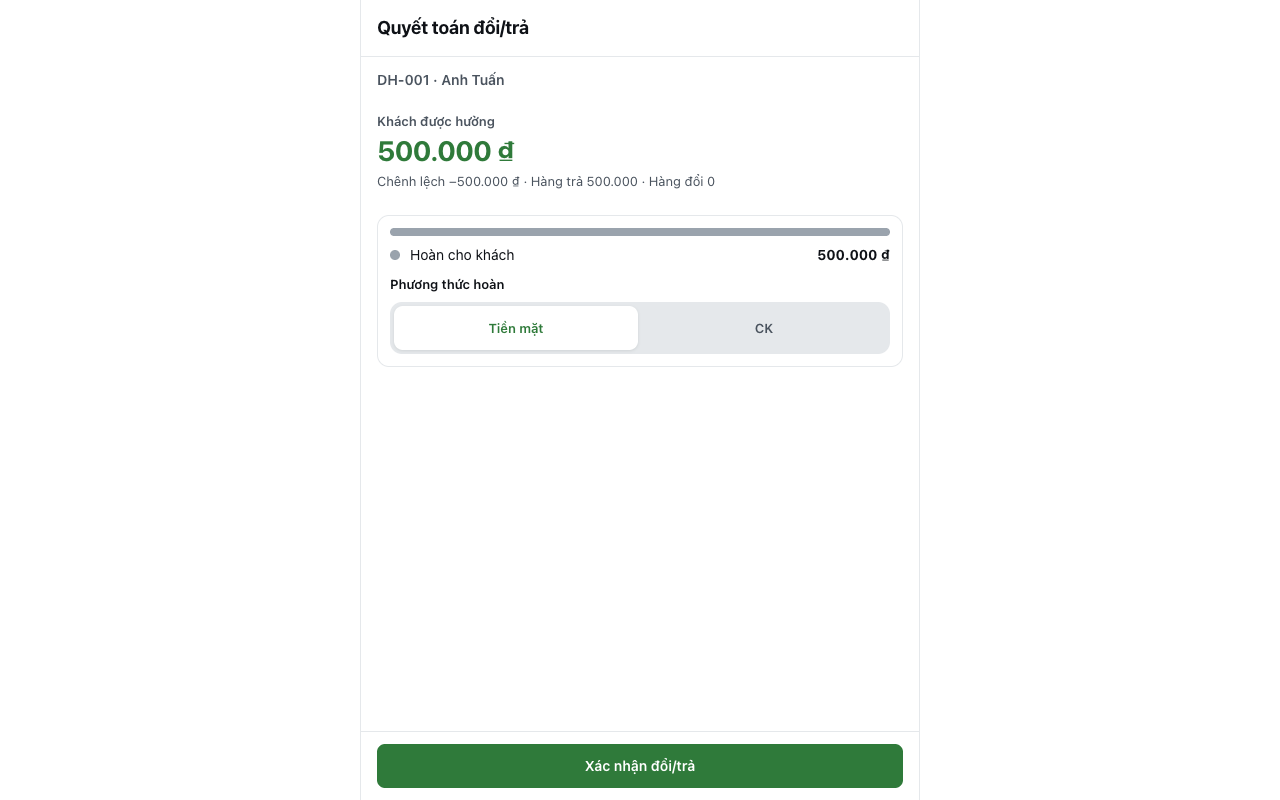 Quyết toán đổi/trả
DH-001 · Anh Tuấn
Khách được hưởng
500.000 ₫
Chênh lệch −500.000 ₫ · Hàng trả 500.000 · Hàng đổi 0
Hoàn cho khách 500.000 ₫
Phương thức hoàn
Tiền mặt CK
Xác nhận đổi/trả